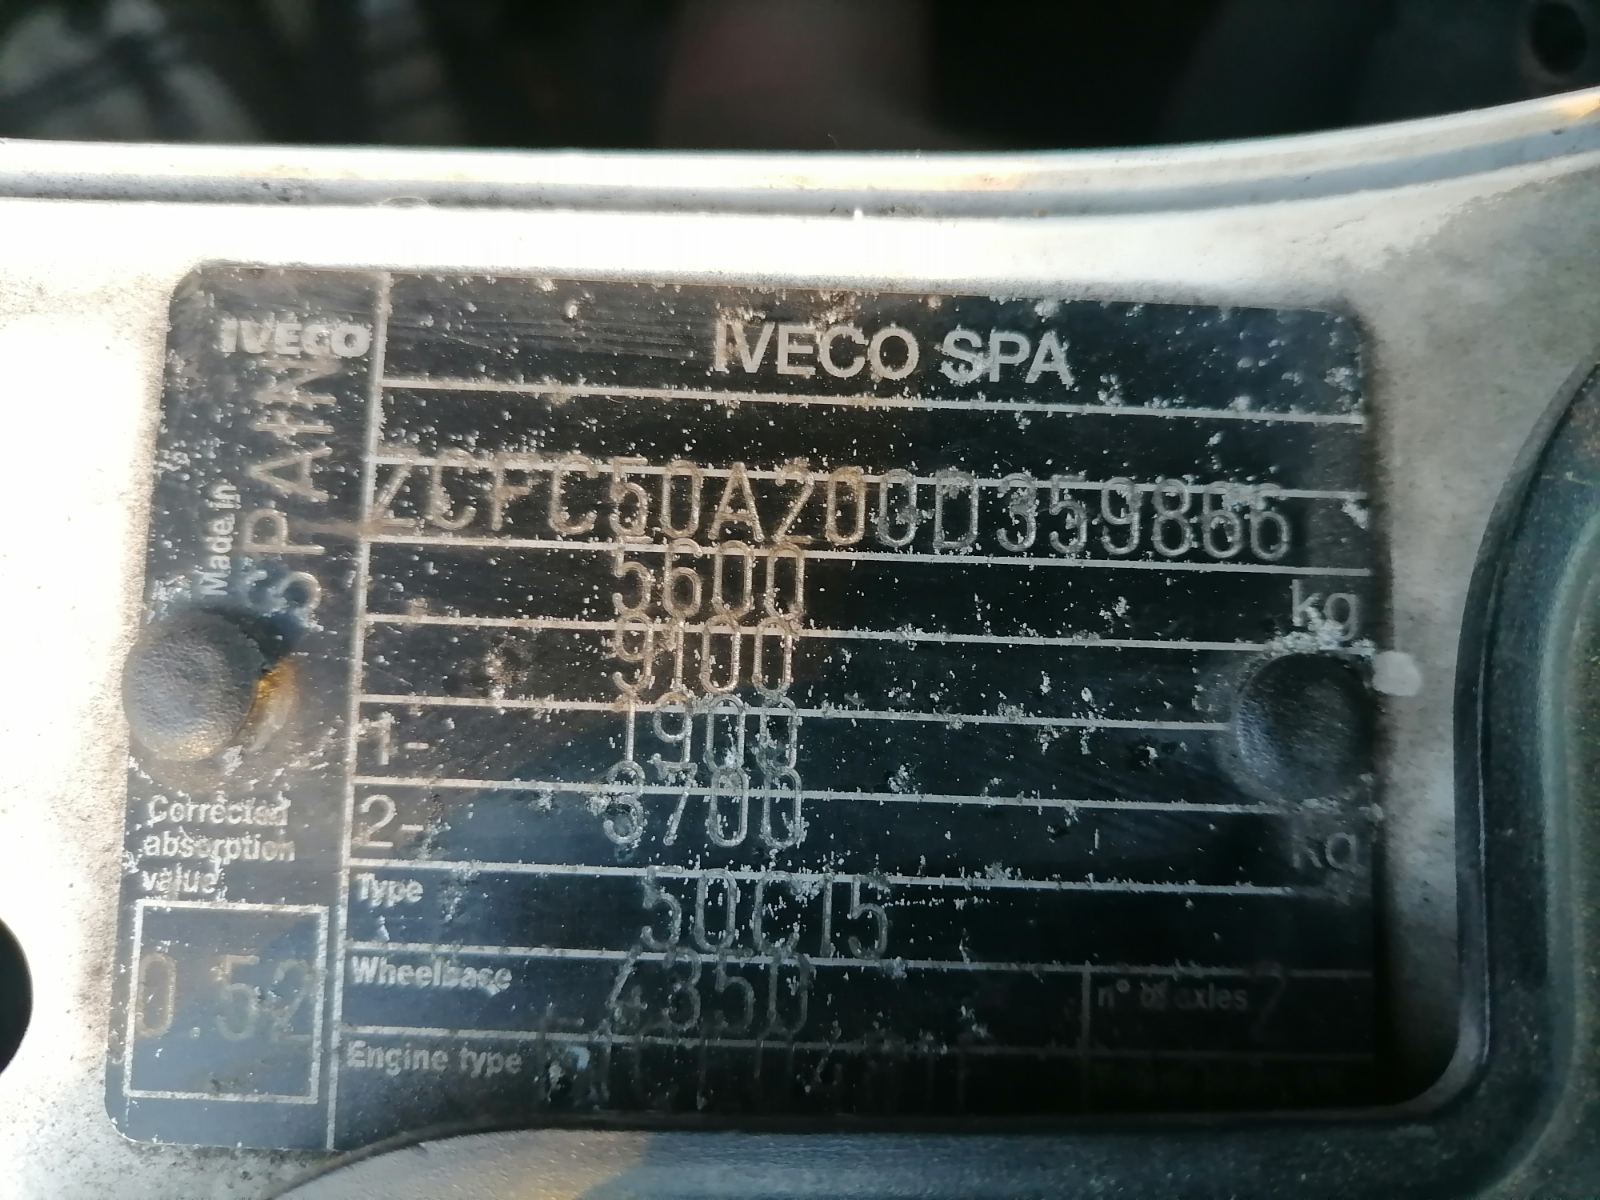 IVECO
IVECO SPA
Made in SPAIN
ZCFC50A200D359866
5600 kg
9100
1- 1900
2- 3700 kg
Corrected
absorption
value
0.52
Type 50C15
Wheelbase 4350 n° of axles 2
Engine type